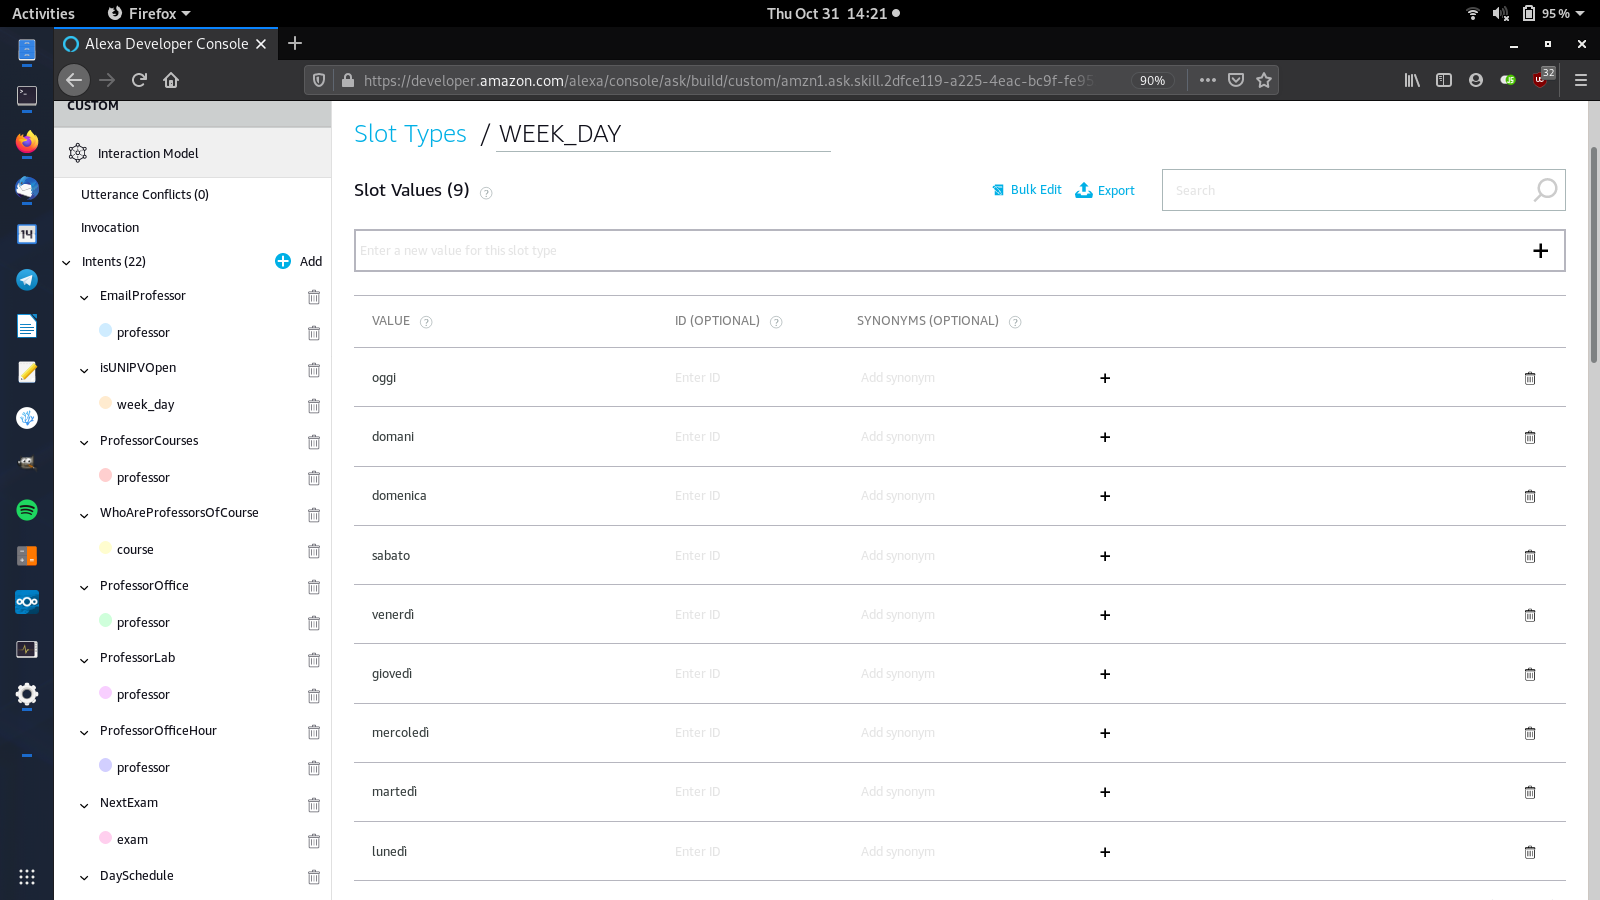 Activities Firefox Thu Oct 31 14:21 95 %
Alexa Developer Console
https://developer.amazon.com/alexa/console/ask/build/custom/amzn1.ask.skill.2dfce119-a225-4eac-bc9f-fe95 90% 32
CUSTOM
Interaction Model
Utterance Conflicts (0)
Invocation
Intents (22) Add
EmailProfessor
professor
isUNIPVOpen
week_day
ProfessorCourses
professor
WhoAreProfessorsOfCourse
course
ProfessorOffice
professor
ProfessorLab
professor
ProfessorOfficeHour
professor
NextExam
exam
DaySchedule
Slot Types / WEEK_DAY
Slot Values (9) ? Bulk Edit Export Search
Enter a new value for this slot type
VALUE ? ID (OPTIONAL) ? SYNONYMS (OPTIONAL) ?
oggi Enter ID Add synonym
domani Enter ID Add synonym
domenica Enter ID Add synonym
sabato Enter ID Add synonym
venerdì Enter ID Add synonym
giovedì Enter ID Add synonym
mercoledì Enter ID Add synonym
martedì Enter ID Add synonym
lunedì Enter ID Add synonym
14